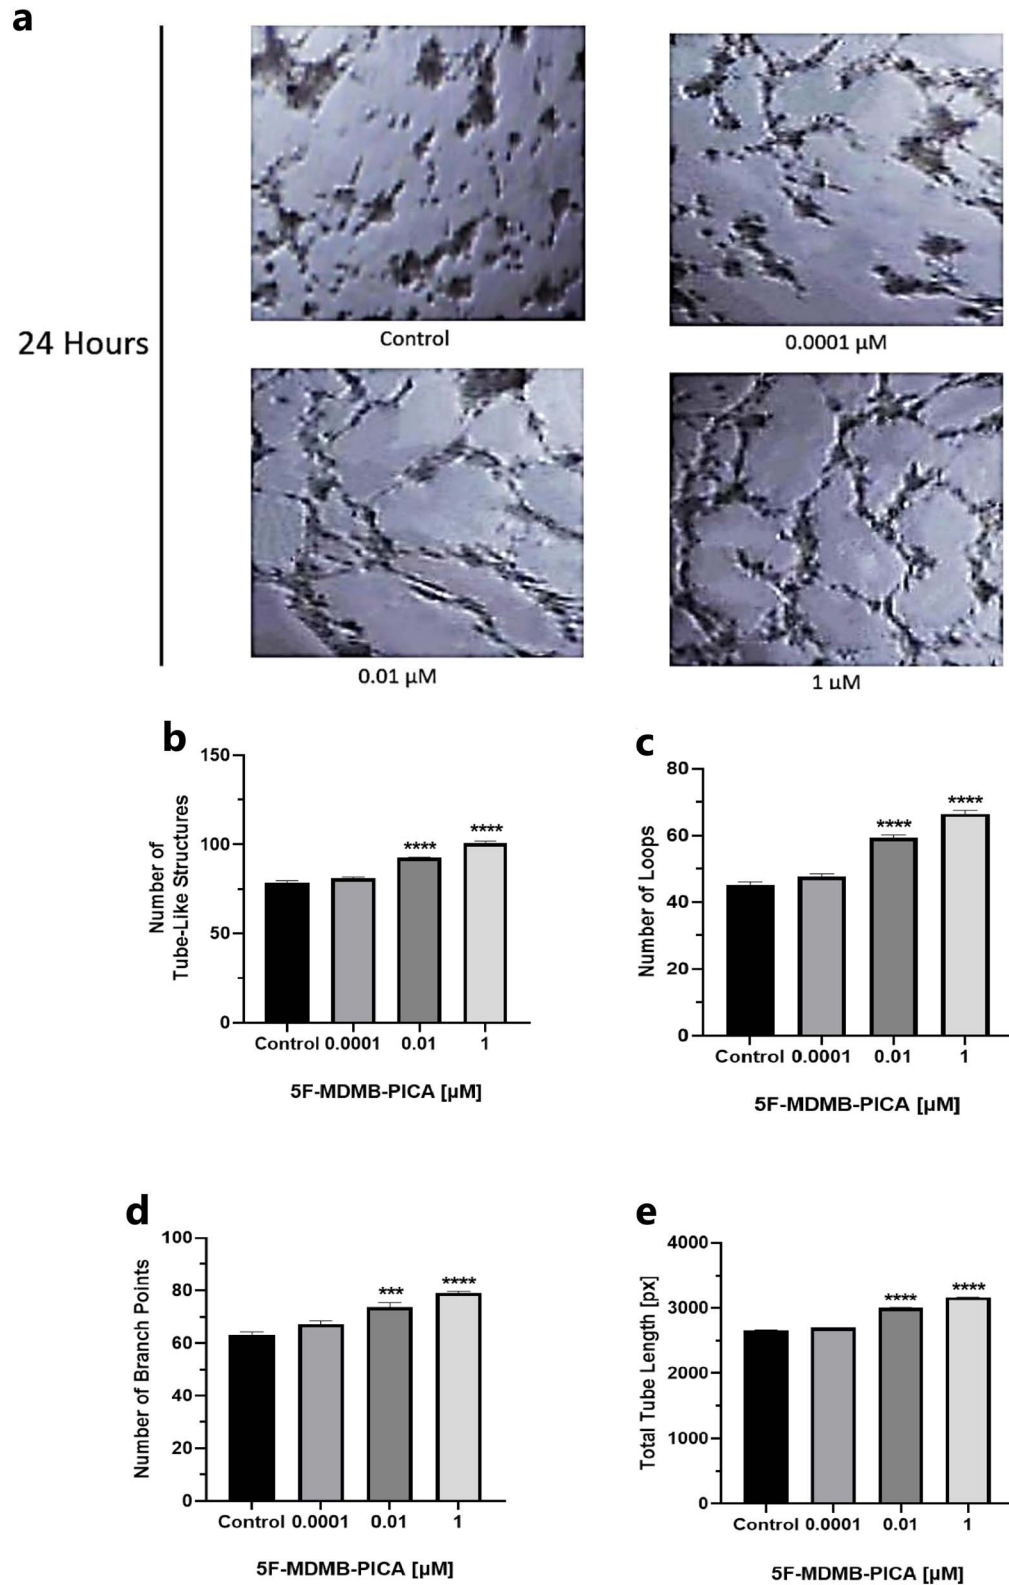 a
24 Hours
Control
0.0001 µM
0.01 µM
1 µM
b
150
100
50
0
Number of
Tube-Like Structures
****
****
Control 0.0001 0.01 1
5F-MDMB-PICA [µM]
c
80
60
40
20
0
Number of Loops
****
****
Control 0.0001 0.01 1
5F-MDMB-PICA [µM]
d
100
80
60
40
20
0
Number of Branch Points
***
****
Control 0.0001 0.01 1
5F-MDMB-PICA [µM]
e
4000
3000
2000
1000
0
Total Tube Length [px]
****
****
Control 0.0001 0.01 1
5F-MDMB-PICA [µM]